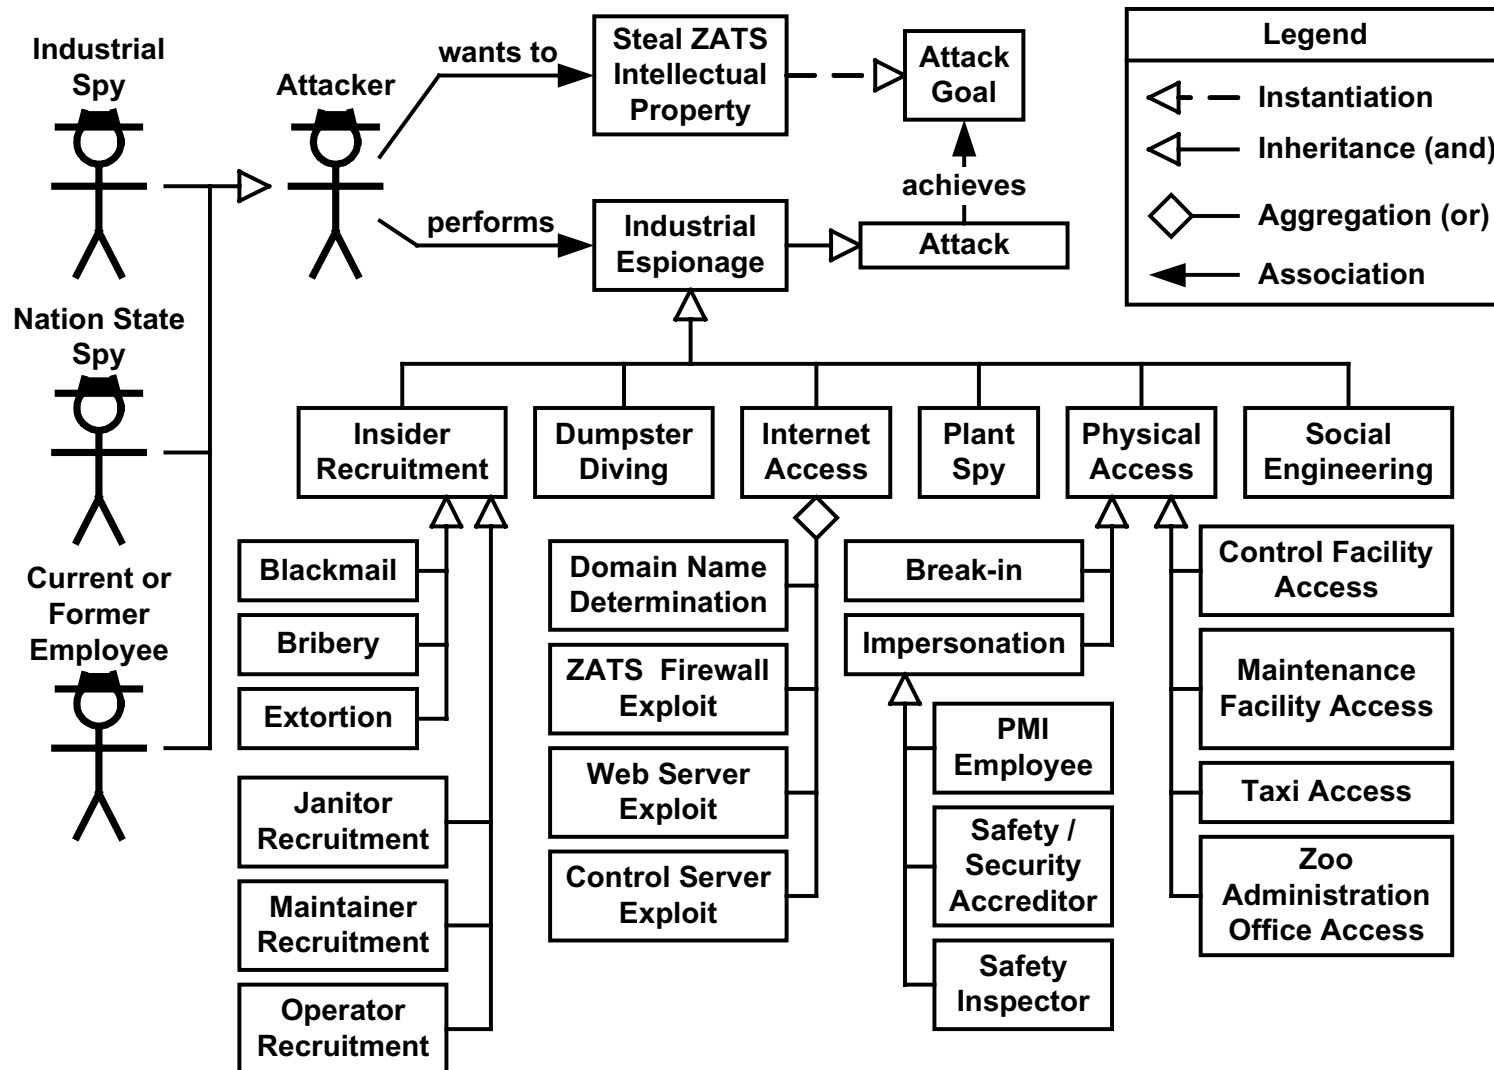 Industrial
Spy
Attacker
wants to
Steal ZATS
Intellectual
Property
Attack
Goal
Legend
Instantiation
Inheritance (and)
Aggregation (or)
Association
achieves
performs
Industrial
Espionage
Attack
Nation State
Spy
Current or
Former
Employee
Insider
Recruitment
Dumpster
Diving
Internet
Access
Plant
Spy
Physical
Access
Social
Engineering
Blackmail
Bribery
Extortion
Janitor
Recruitment
Maintainer
Recruitment
Operator
Recruitment
Domain Name
Determination
ZATS Firewall
Exploit
Web Server
Exploit
Control Server
Exploit
Break-in
Impersonation
PMI
Employee
Safety /
Security
Accreditor
Safety
Inspector
Control Facility
Access
Maintenance
Facility Access
Taxi Access
Zoo
Administration
Office Access